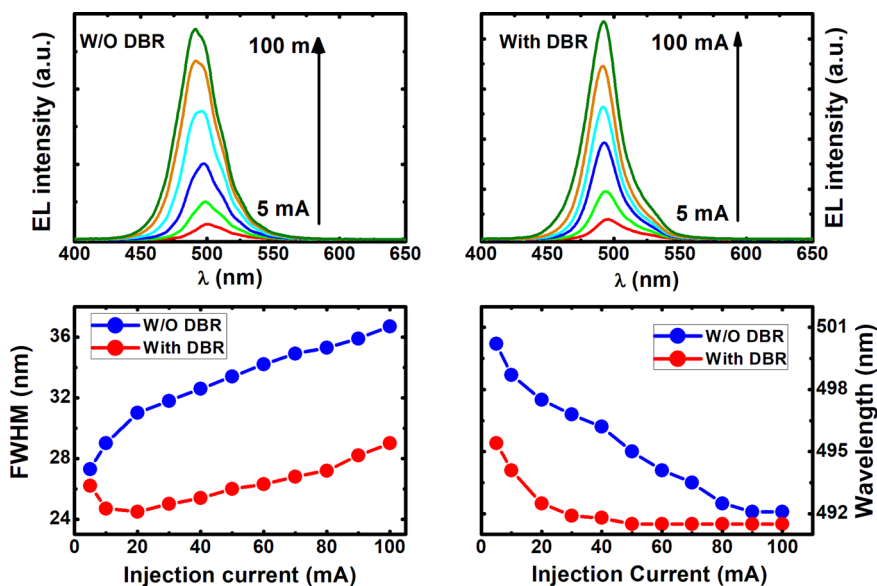 W/O DBR
100 mA
5 mA
EL intensity (a.u.)
400 450 500 550 600 650
λ (nm)
With DBR
100 mA
5 mA
EL intensity (a.u.)
400 450 500 550 600 650
λ (nm)
W/O DBR
With DBR
FWHM (nm)
36
32
28
24
0 20 40 60 80 100
Injection current (mA)
W/O DBR
With DBR
501
498
495
492
Wavelength (nm)
0 20 40 60 80 100
Injection Current (mA)